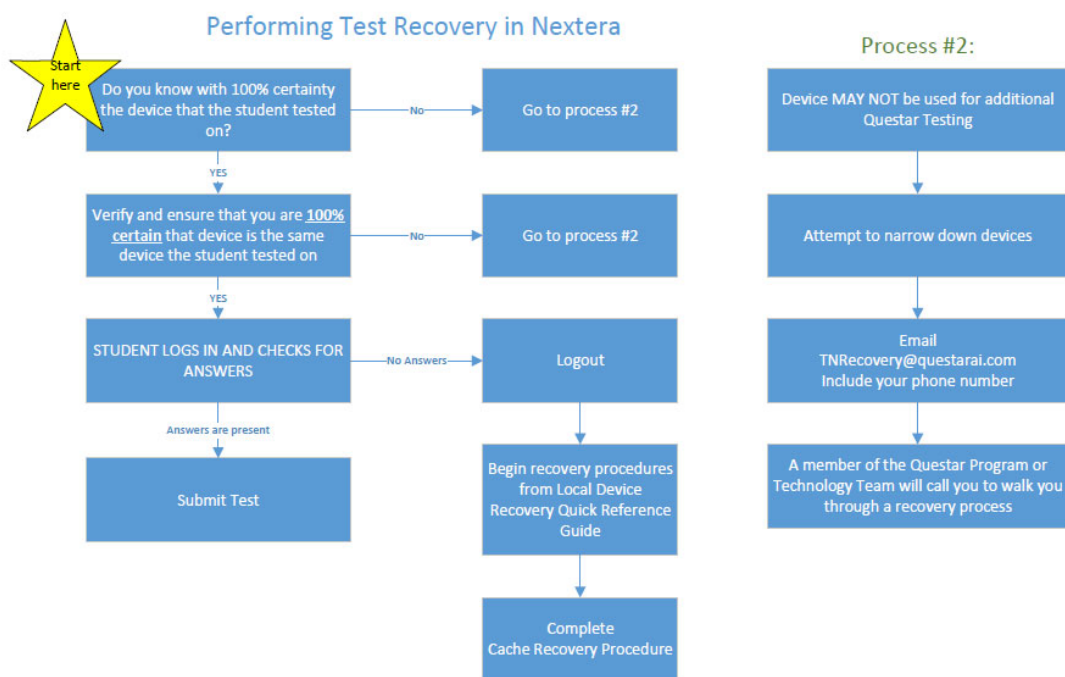 Performing Test Recovery in Nextera
Start
here
Do you know with 100% certainty
the device that the student tested
on?
No
Go to process #2
YES
Verify and ensure that you are 100%
certain that device is the same
device the student tested on
No
Go to process #2
YES
STUDENT LOGS IN AND CHECKS FOR
ANSWERS
No Answers
Logout
Answers are present
Submit Test
Begin recovery procedures
from Local Device
Recovery Quick Reference
Guide
Complete
Cache Recovery Procedure
Process #2:
Device MAY NOT be used for additional
Questar Testing
Attempt to narrow down devices
Email
TNRecovery@questarai.com
Include your phone number
A member of the Questar Program or
Technology Team will call you to walk you
through a recovery process